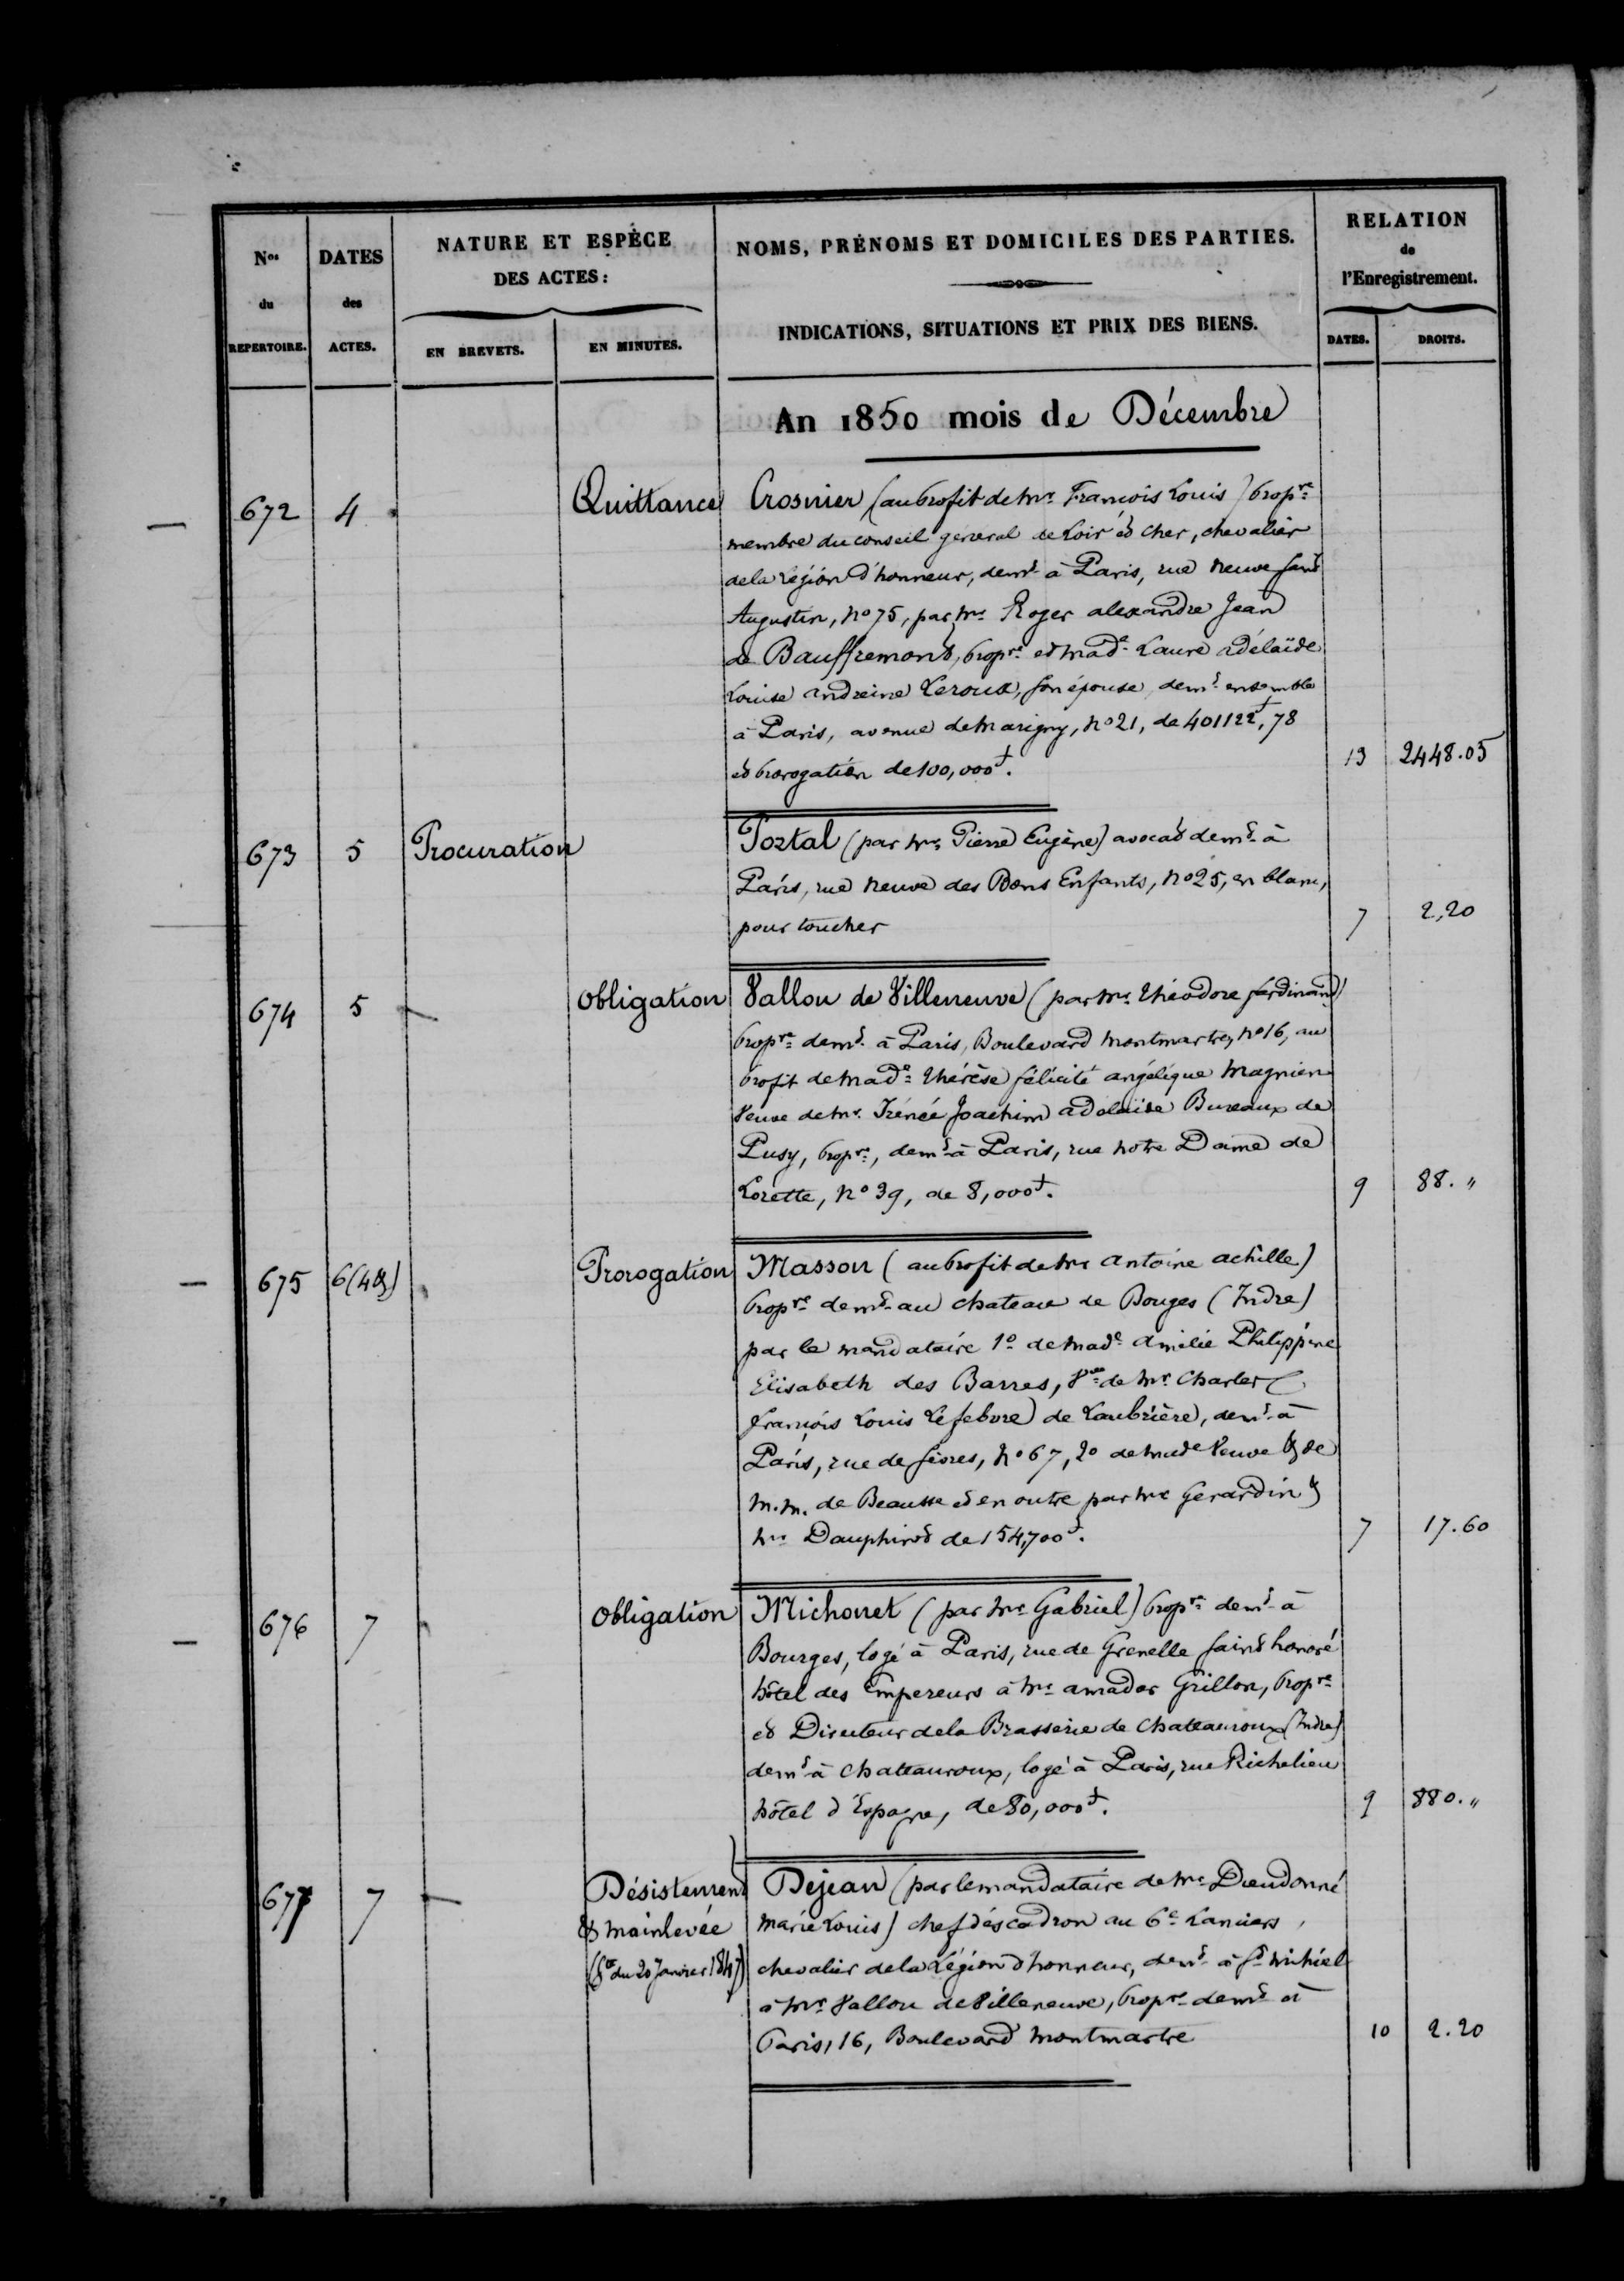 Nos du REPERTOIRE.
DATES des ACTES.
NATURE ET ESPÈCE DES ACTES:
EN BREVETS.
EN MINUTES.
NOMS, PRÉNOMS ET DOMICILES DES PARTIES.
INDICATIONS, SITUATIONS ET PRIX DES BIENS.
RELATION de l'Enregistrement.
DATES.
DROITS.
An 1850 mois de Décembre
672 4 Quittance Crosnier (au profit de Mr. François Louis) propre
membre du conseil général de Loir et Cher, chevalier
de la Légion d'honneur, demt à Paris, rue neuve Saint
Augustin, no 75, par Mr. Roger alexandre Jean
de Bauffremont, propre et Made Laure adélaïde
Louise andreine Leroux, son épouse, demt ensemble
à Paris, avenue de Marigny, No 21, de 401122f,78
et prorogation de 100,000f. 13 2448.05
673 5 Procuration Portal (par Mr. Pierre Eugène) avocat demt à
Paris, rue neuve des Bons Enfants, No 25, en blanc,
pour toucher 7 2,20
674 5 Obligation Vallou de Villeneuve (par Mr. Théodore ferdinand)
propre demt à Paris, Boulevard Montmartre, No 16, au
profit de Made Thérèse félicité angélique Magnien
Veuve de Mr. Irénée Joachim adelaide Bureaux de
Pusy, propre, demt à Paris, rue Notre Dame de
Lorette, No 39, de 8,000f. 9 88.„
675 6(4&) Prorogation Masson (au profit de Mr Antoine achille)
propre demt au chateau de Bouges (Indre)
par le mandataire 1o de Made Amélie Philippine
Elisabeth des Barres, Vve de Mr. Charles
françois Louis Lefebvre de Laubrière, demt à
Paris, rue de Sèvres, No 67, 2o de Made Veuve & de
M.M. de Beausse et en outre par Mr Gerardin &
Mr Dauphinot de 154,700f. 7 17.60
676 7 Obligation Michonet (par Mr Gabriel) propre demt à
Bourges, logé à Paris, rue de Grenelle Saint honoré
hôtel des Empereurs à Mr. amador Grillon, propre
et Directeur de la Brasserie de Chateauroux (Indre)
demt à Chateauroux, logé à Paris, rue Richelieu
hôtel d'Espagne, de 80,000f. 9 880.„
677 7 Désistement Dejean (par le mandataire de Mr. Dieudonné
& mainlevée Marie Louis) chef d'éscadron au 6e Lanciers,
(Ste du 20 Janvier 1847) chevalier de la Légion d'honneur, demt à St Mihiel
à Mr. Vallou de Villeneuve, propre demt à
Paris, 16, Boulevard Montmartre 10 2.20